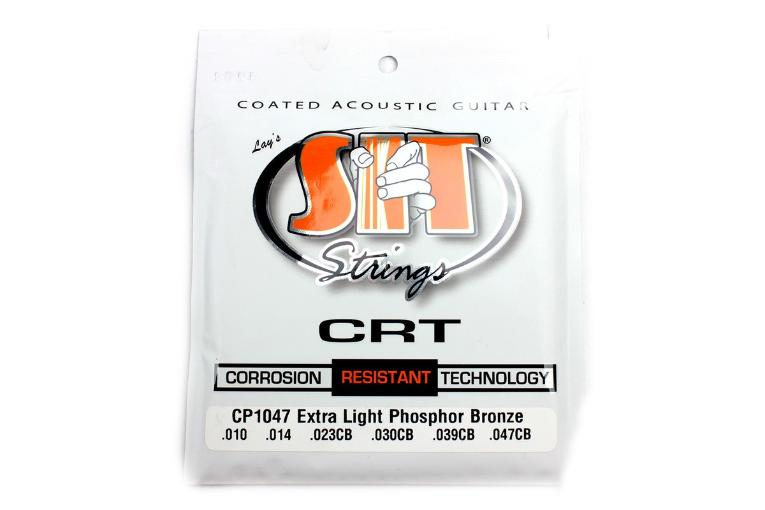 COATED ACOUSTIC GUITAR
Lay's
SIT®
Strings
CRT
CORROSION RESISTANT TECHNOLOGY
CP1047 Extra Light Phosphor Bronze
.010 .014 .023CB .030CB .039CB .047CB